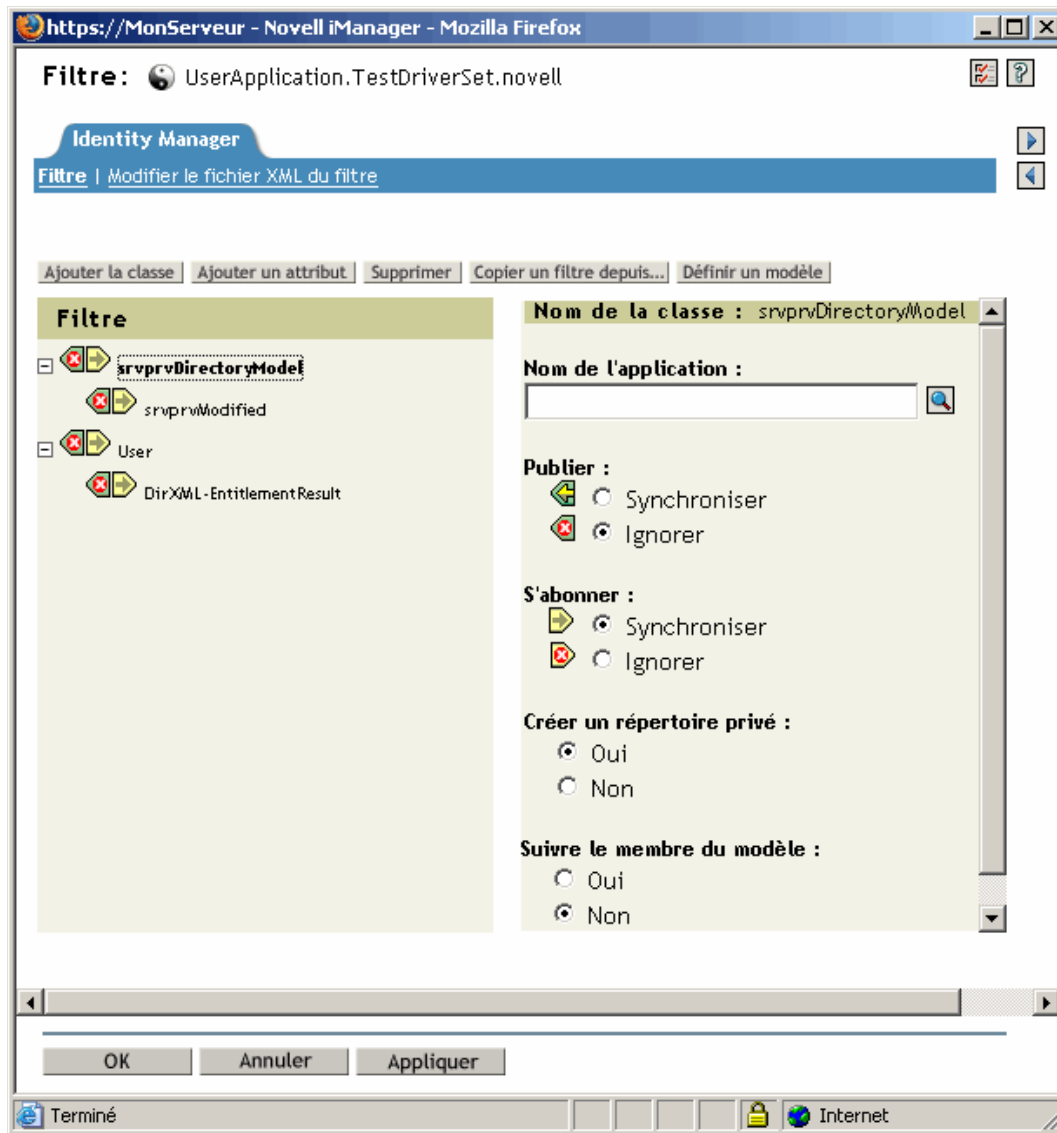 https://MonServeur - Novell iManager - Mozilla Firefox
Filtre: UserApplication.TestDriverSet.novell
Identity Manager
Filtre | Modifier le fichier XML du filtre
Ajouter la classe Ajouter un attribut Supprimer Copier un filtre depuis... Définir un modèle
Filtre
srvprvDirectoryModel
srvprvModified
User
DirXML-EntitlementResult
Nom de la classe : srvprvDirectoryModel
Nom de l'application :
Publier :
Synchroniser
Ignorer
S'abonner :
Synchroniser
Ignorer
Créer un répertoire privé :
Oui
Non
Suivre le membre du modèle :
Oui
Non
OK Annuler Appliquer
Terminé Internet